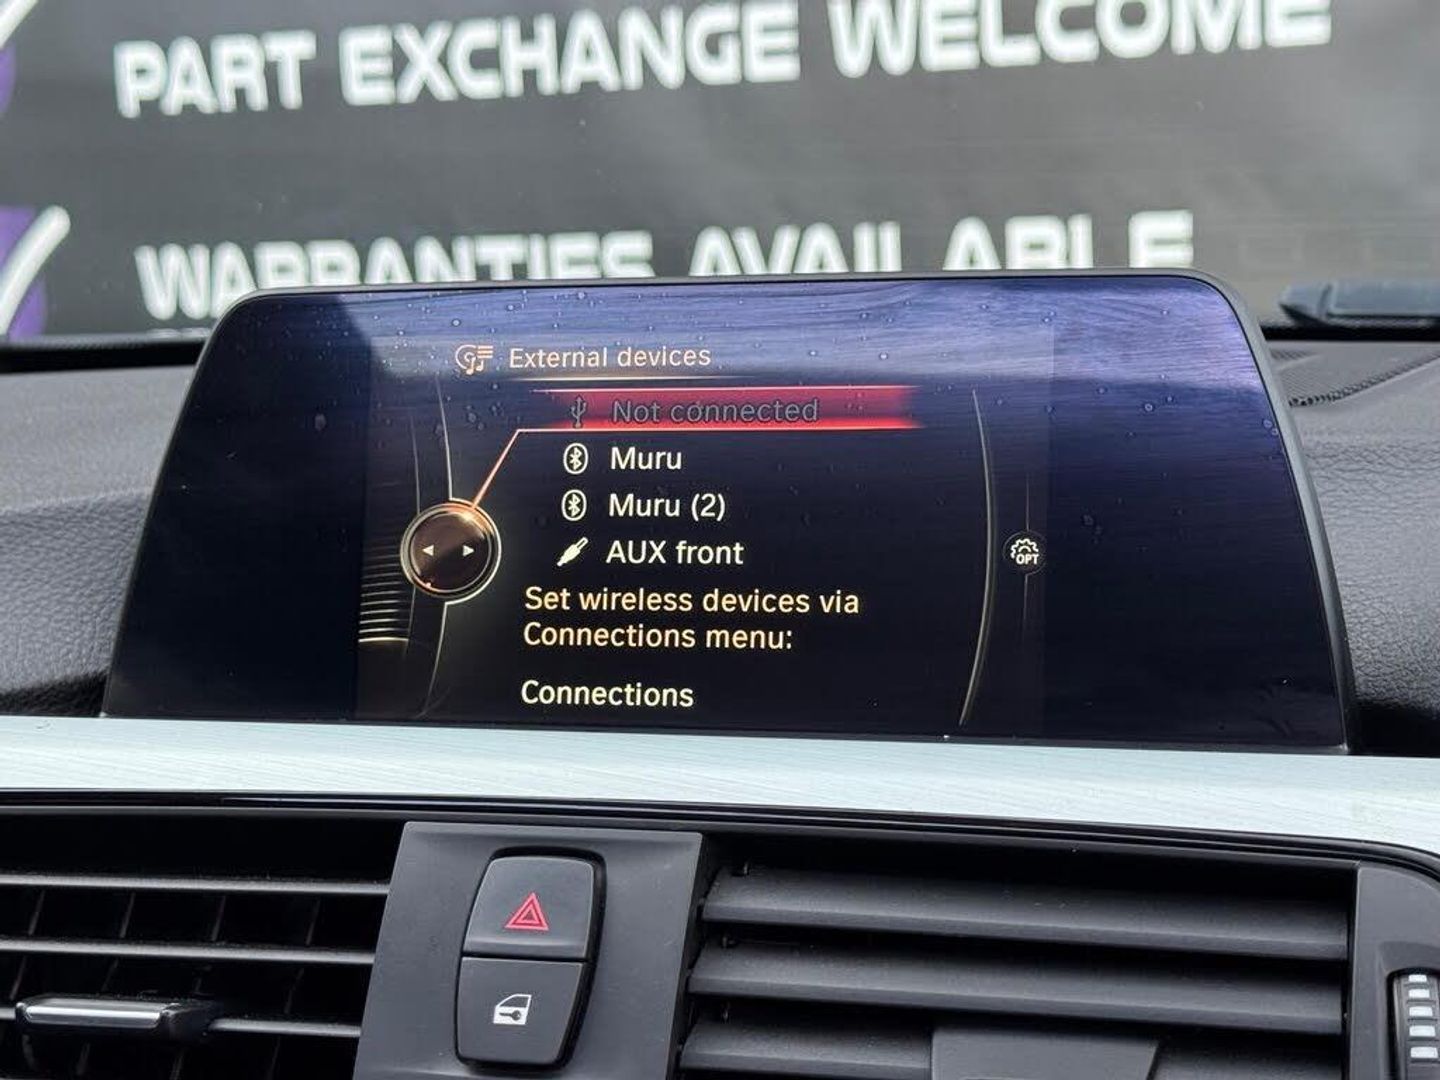 PART EXCHANGE WELCOME
WARRANTIES AVAILABLE
External devices
Not connected
Muru
Muru (2)
AUX front
OPT
Set wireless devices via
Connections menu:
Connections